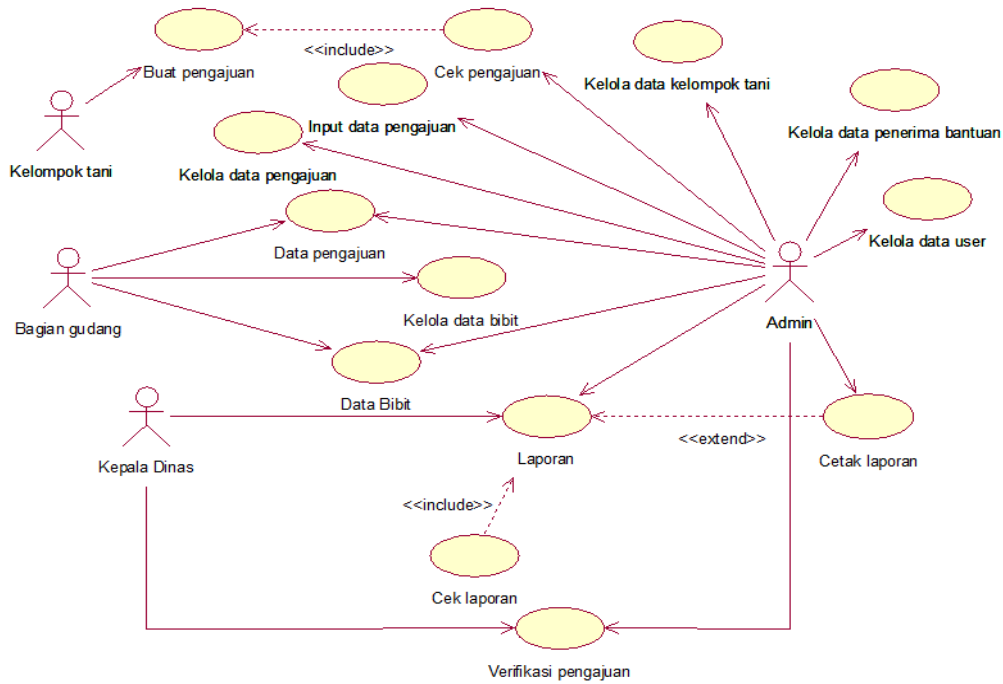 <<include>>
Buat pengajuan
Cek pengajuan
Kelola data kelompok tani
Input data pengajuan
Kelola data penerima bantuan
Kelompok tani
Kelola data pengajuan
Kelola data user
Data pengajuan
Bagian gudang
Kelola data bibit
Admin
Data Bibit
Kepala Dinas
Laporan
<<extend>>
Cetak laporan
<<include>>
Cek laporan
Verifikasi pengajuan